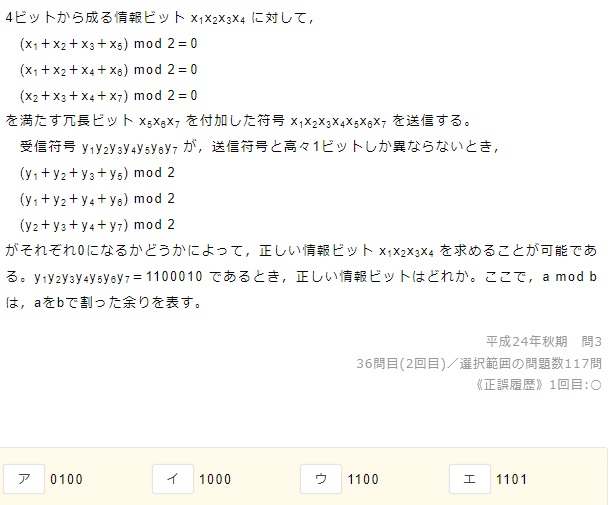 4ビットから成る情報ビット x₁x₂x₃x₄ に対して，
(x₁＋x₂＋x₃＋x₅) mod 2＝0
(x₁＋x₂＋x₄＋x₆) mod 2＝0
(x₂＋x₃＋x₄＋x₇) mod 2＝0
を満たす冗長ビット x₅x₆x₇ を付加した符号 x₁x₂x₃x₄x₅x₆x₇ を送信する。
受信符号 y₁y₂y₃y₄y₅y₆y₇ が，送信符号と高々1ビットしか異ならないとき，
(y₁＋y₂＋y₃＋y₅) mod 2
(y₁＋y₂＋y₄＋y₆) mod 2
(y₂＋y₃＋y₄＋y₇) mod 2
がそれぞれ0になるかどうかによって，正しい情報ビット x₁x₂x₃x₄ を求めることが可能であ
る。y₁y₂y₃y₄y₅y₆y₇＝1100010 であるとき，正しい情報ビットはどれか。ここで，a mod b
は，aをbで割った余りを表す。
平成24年秋期　問3
36問目(2回目)／選択範囲の問題数117問
《正誤履歴》1回目:○
ア 0100 イ 1000 ウ 1100 エ 1101